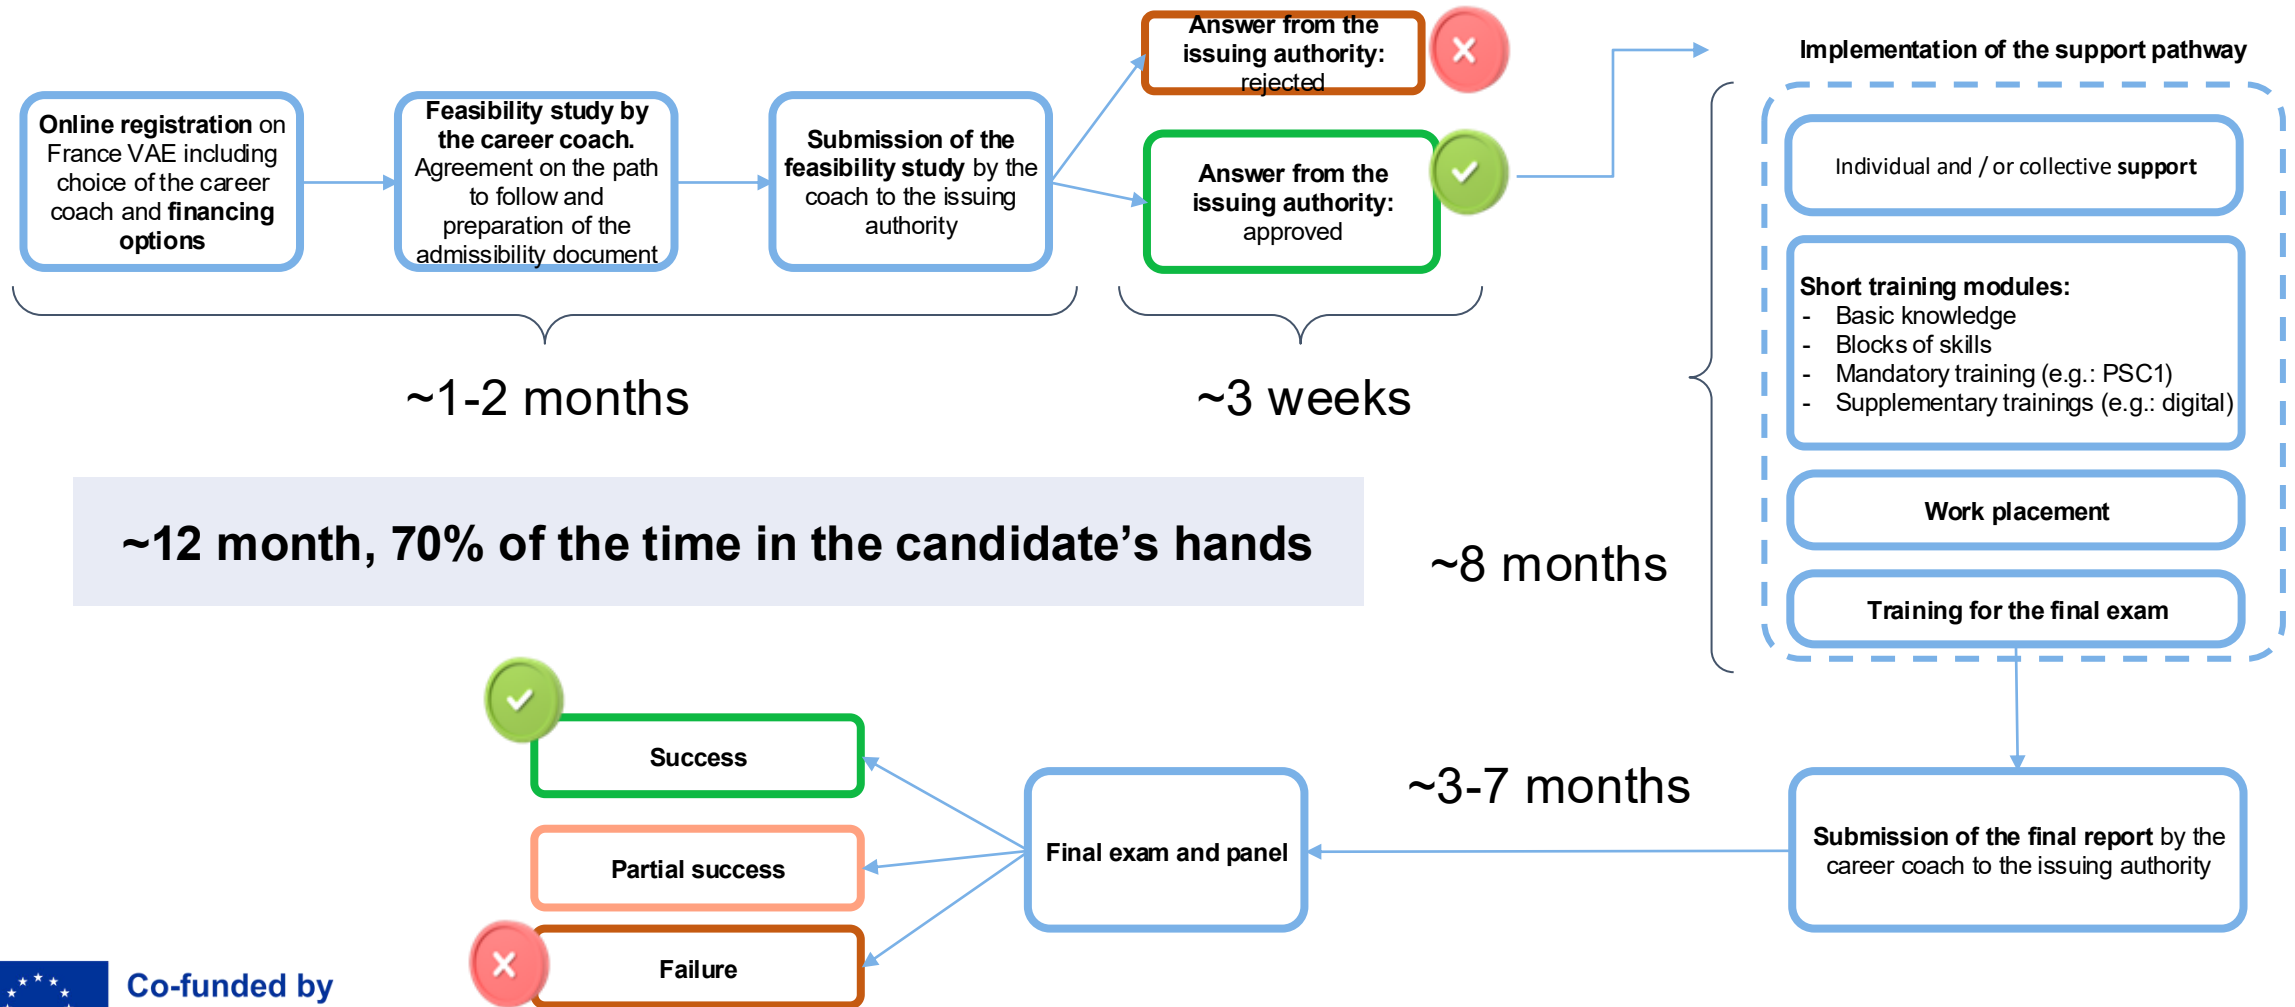 Online registration on
France VAE including
choice of the career
coach and financing
options
Feasibility study by
the career coach.
Agreement on the path
to follow and
preparation of the
admissibility document
Submission of the
feasibility study by the
coach to the issuing
authority
Answer from the
issuing authority:
rejected
Answer from the
issuing authority:
approved
~1-2 months
~3 weeks
Implementation of the support pathway
Individual and / or collective support
Short training modules:
- Basic knowledge
- Blocks of skills
- Mandatory training (e.g.: PSC1)
- Supplementary trainings (e.g.: digital)
Work placement
Training for the final exam
~8 months
~12 month, 70% of the time in the candidate’s hands
Submission of the final report by the
career coach to the issuing authority
~3-7 months
Final exam and panel
Success
Partial success
Failure
Co-funded by